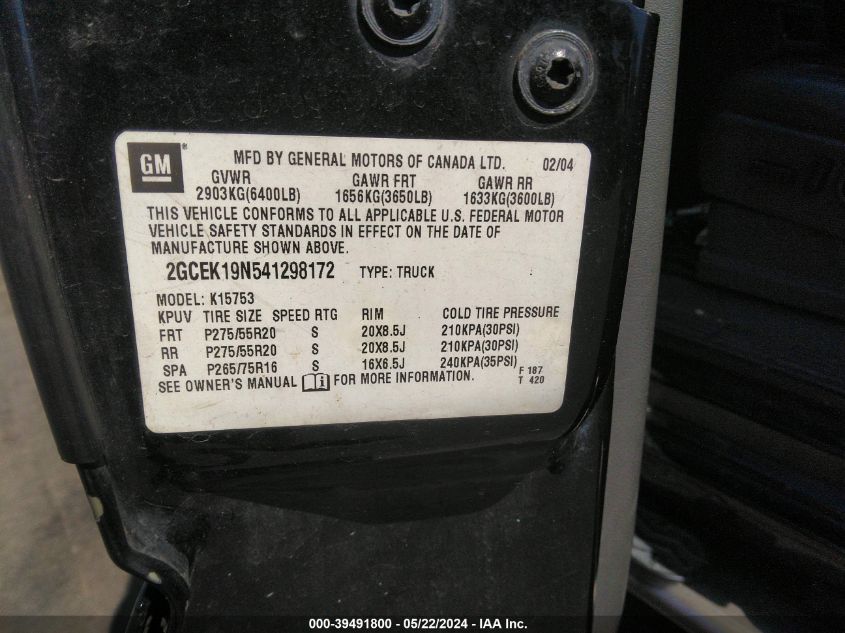 GM
MFD BY GENERAL MOTORS OF CANADA LTD. 02/04
GVWR GAWR FRT GAWR RR
2903KG(6400LB) 1656KG(3650LB) 1633KG(3600LB)
THIS VEHICLE CONFORMS TO ALL APPLICABLE U.S. FEDERAL MOTOR
VEHICLE SAFETY STANDARDS IN EFFECT ON THE DATE OF
MANUFACTURE SHOWN ABOVE.
2GCEK19N541298172 TYPE: TRUCK
MODEL: K15753
KPUV TIRE SIZE SPEED RTG RIM COLD TIRE PRESSURE
FRT P275/55R20 S 20X8.5J 210KPA(30PSI)
RR P275/55R20 S 20X8.5J 210KPA(30PSI)
SPA P265/75R16 S 16X6.5J 240KPA(35PSI)
SEE OWNER'S MANUAL FOR MORE INFORMATION.
F 187
T 420
000-39491800 - 05/22/2024 - IAA Inc.